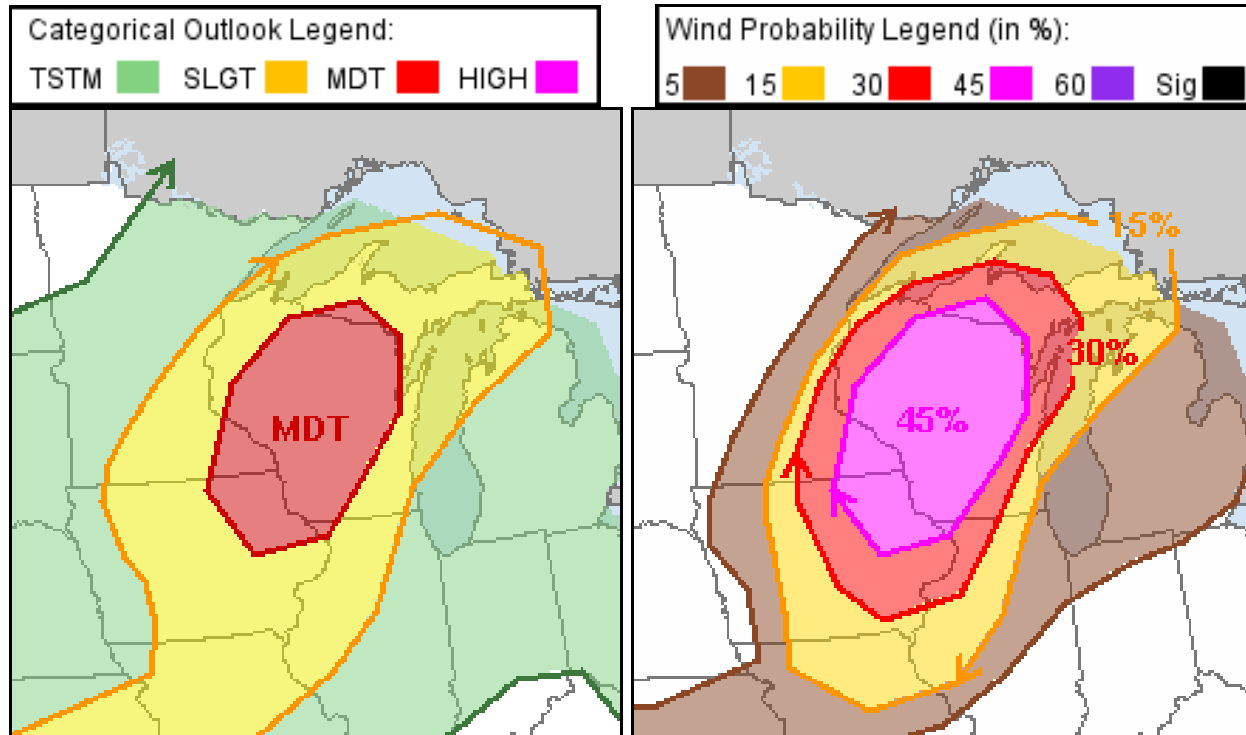 Categorical Outlook Legend:
TSTM SLGT MDT HIGH
Wind Probability Legend (in %):
5 15 30 45 60 Sig
MDT
15%
30%
45%